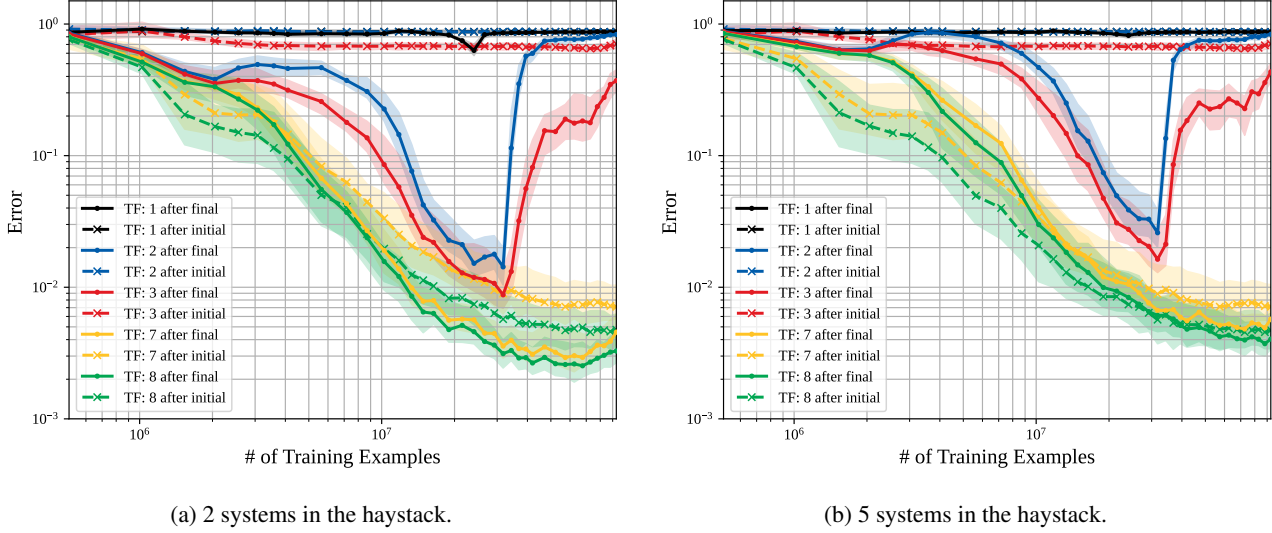 10⁰
10⁻¹
10⁻²
10⁻³
Error
TF: 1 after final
TF: 1 after initial
TF: 2 after final
TF: 2 after initial
TF: 3 after final
TF: 3 after initial
TF: 7 after final
TF: 7 after initial
TF: 8 after final
TF: 8 after initial
10⁶
10⁷
# of Training Examples
(a) 2 systems in the haystack.
10⁰
10⁻¹
10⁻²
10⁻³
Error
TF: 1 after final
TF: 1 after initial
TF: 2 after final
TF: 2 after initial
TF: 3 after final
TF: 3 after initial
TF: 7 after final
TF: 7 after initial
TF: 8 after final
TF: 8 after initial
10⁶
10⁷
# of Training Examples
(b) 5 systems in the haystack.